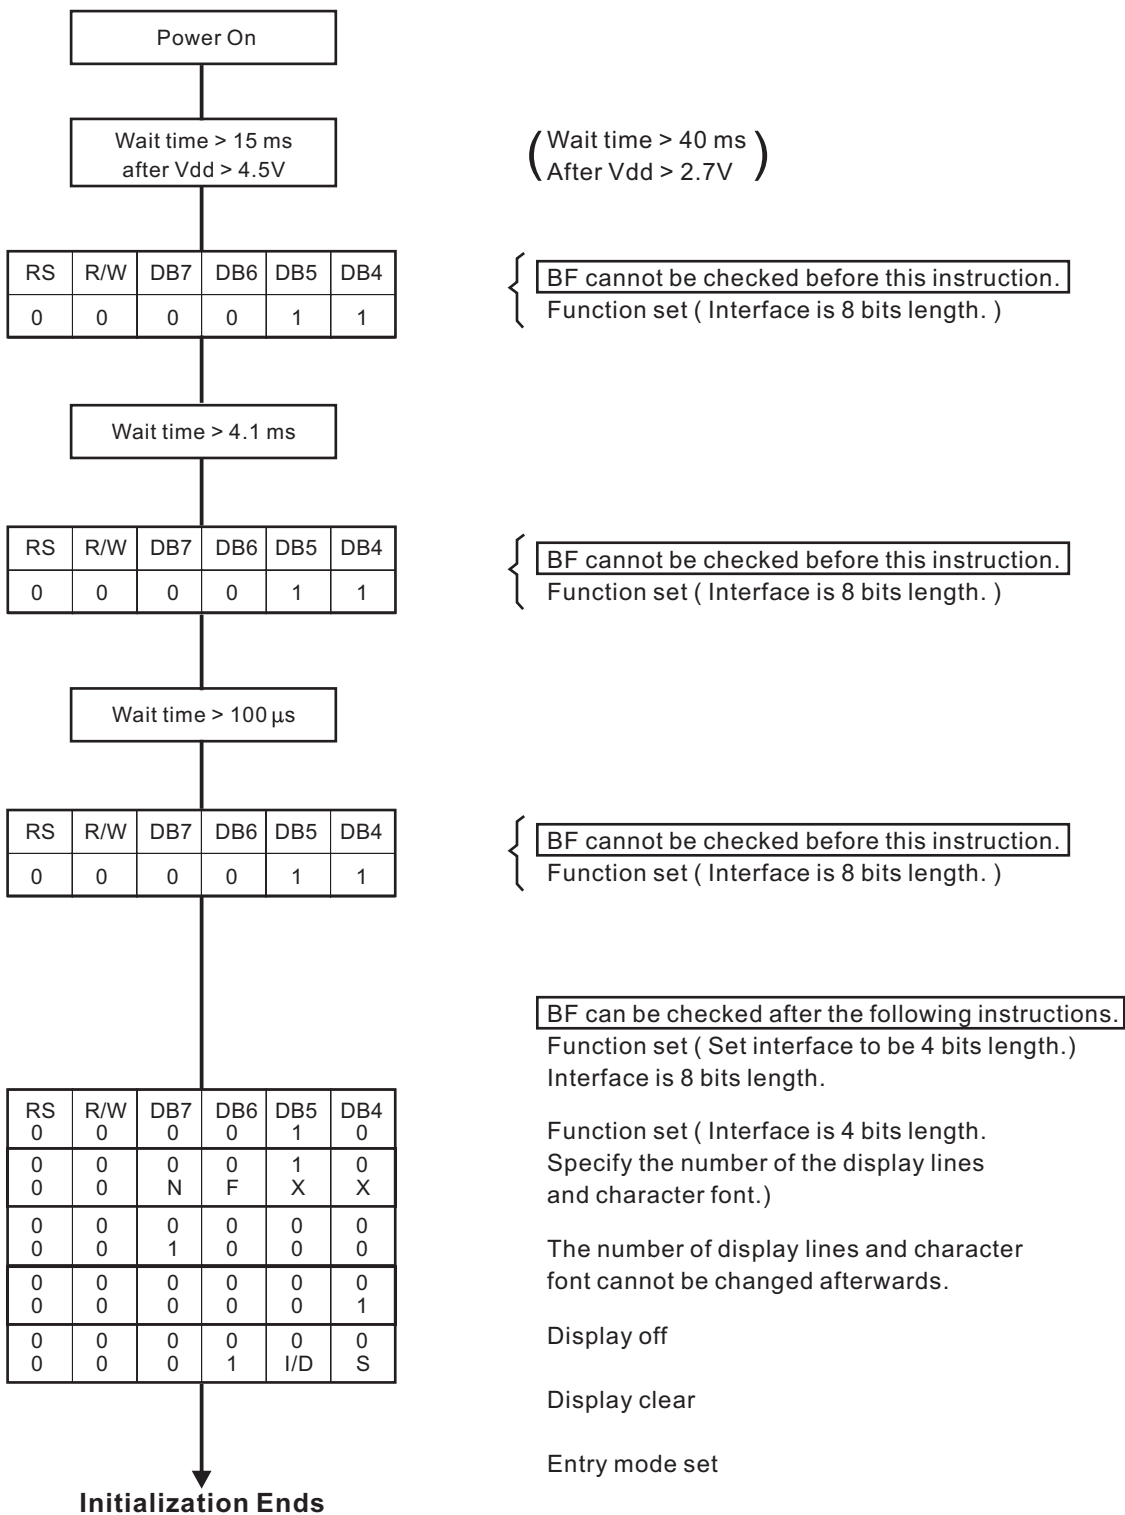 Power On
Wait time > 15 ms
after Vdd > 4.5V
(Wait time > 40 ms
After Vdd > 2.7V)
RS R/W DB7 DB6 DB5 DB4
0 0 0 0 1 1
BF cannot be checked before this instruction.
Function set ( Interface is 8 bits length. )
Wait time > 4.1 ms
RS R/W DB7 DB6 DB5 DB4
0 0 0 0 1 1
BF cannot be checked before this instruction.
Function set ( Interface is 8 bits length. )
Wait time > 100 µs
RS R/W DB7 DB6 DB5 DB4
0 0 0 0 1 1
BF cannot be checked before this instruction.
Function set ( Interface is 8 bits length. )
BF can be checked after the following instructions.
Function set ( Set interface to be 4 bits length.)
Interface is 8 bits length.
RS R/W DB7 DB6 DB5 DB4
0 0 0 0 1 0
0 0 0 0 1 0
0 0 N F X X
0 0 0 0 0 0
0 0 1 0 0 0
0 0 0 0 0 0
0 0 0 0 0 1
0 0 0 0 0 0
0 0 0 1 I/D S
Function set ( Interface is 4 bits length.
Specify the number of the display lines
and character font.)
The number of display lines and character
font cannot be changed afterwards.
Display off
Display clear
Entry mode set
Initialization Ends